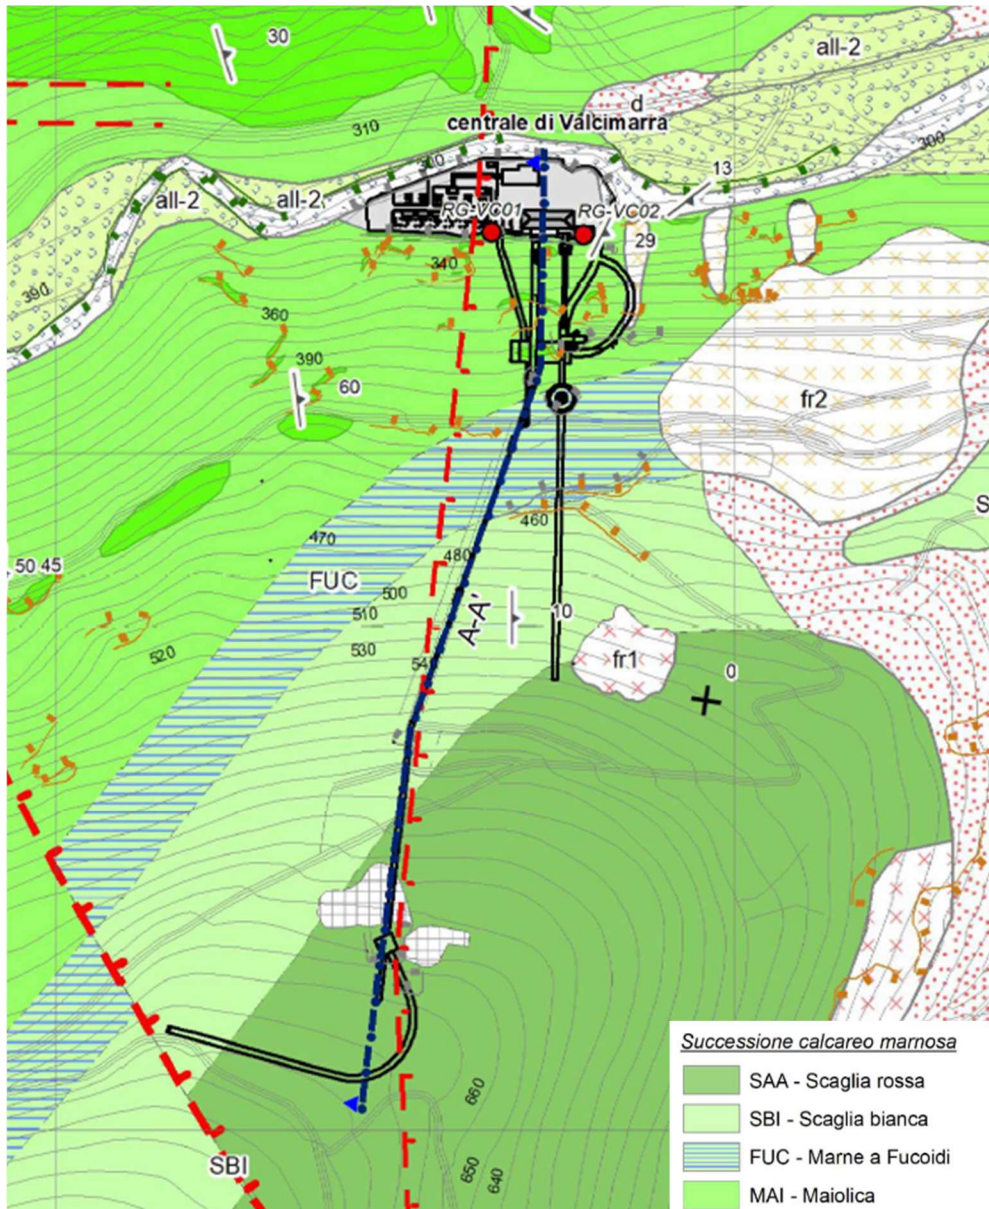 30
all-2
d
310
centrale di Valcimarra
300
300
13
all-2
all-2
RG-VC01
RG-VC02
29
340
390
360
390
60
fr2
460
470
S
480
50 45
FUC
500
A-A'
510
10
530
540
520
fr1
0
660
650
640
SBI
Successione calcareo marnosa
SAA - Scaglia rossa
SBI - Scaglia bianca
FUC - Marne a Fucoidi
MAI - Maiolica